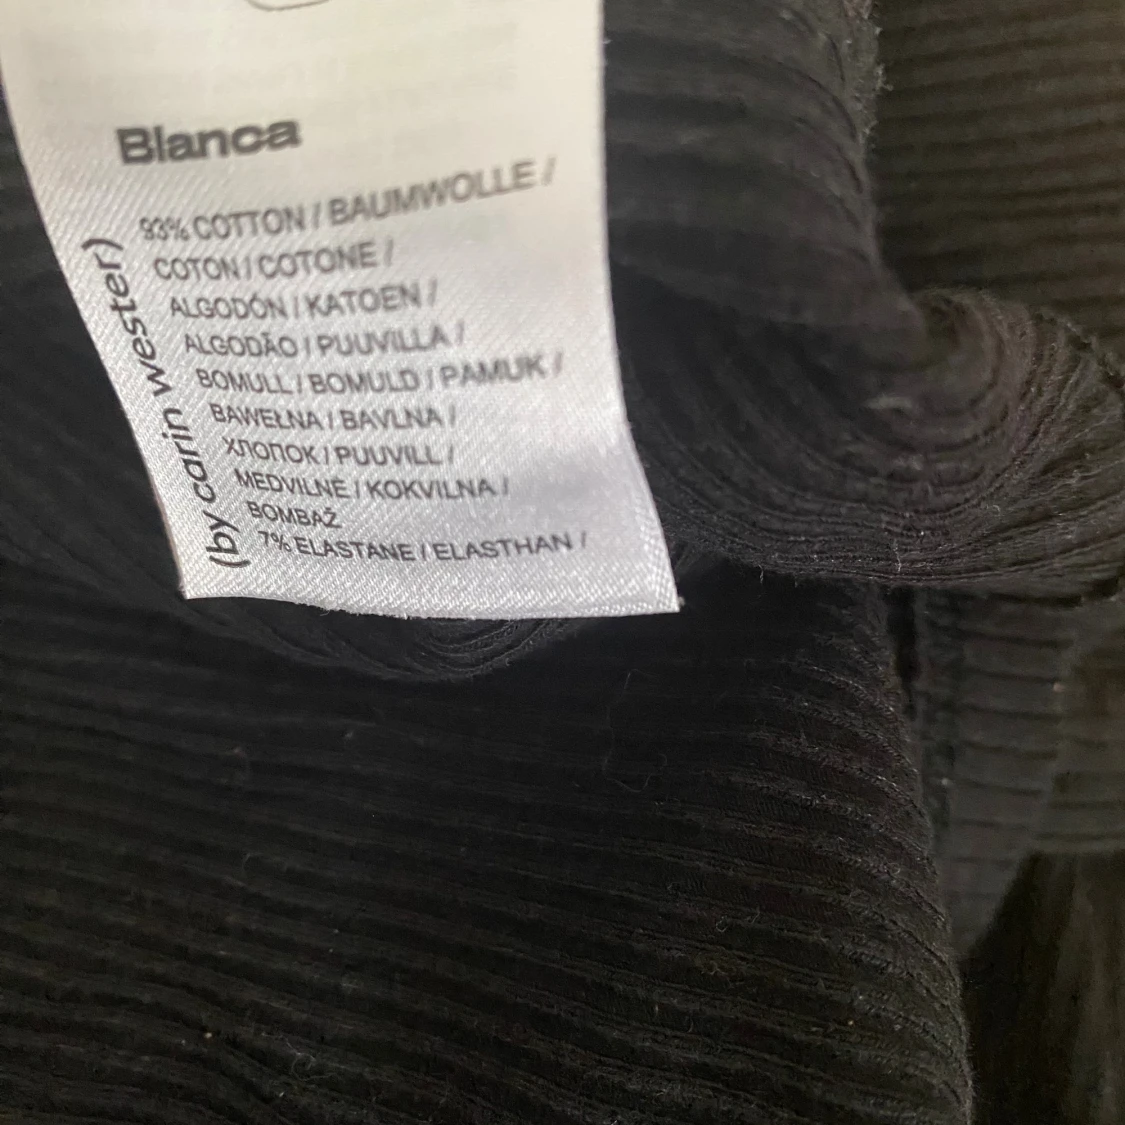 Blanca
93% COTTON / BAUMWOLLE /
COTON / COTONE /
ALGODÓN / KATOEN /
ALGODÃO / PUUVILLA /
BOMULL / BOMULD / PAMUK /
BAWEŁNA / BAVLNA /
ХЛОПОК / PUUVILL /
MEDVILNĖ / KOKVILNA /
BOMBAŽ
7% ELASTANE / ELASTHAN /
(by carin wester)